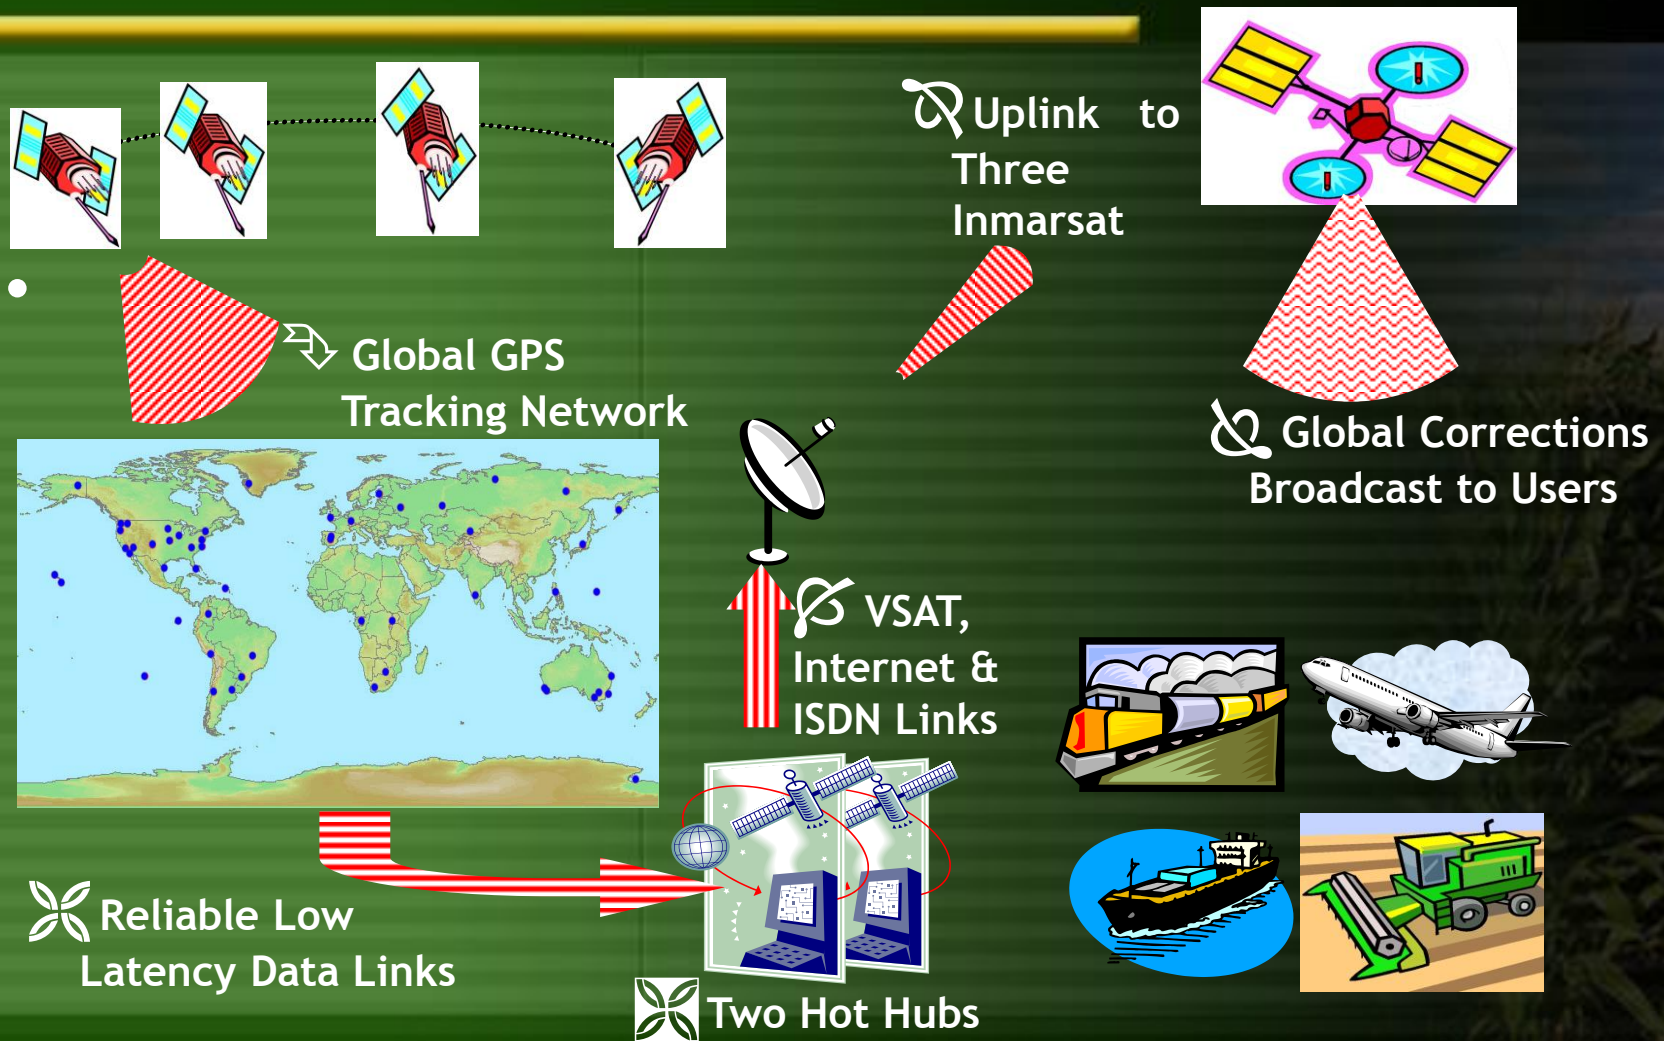 Uplink to
Three
Inmarsat
Global GPS
Tracking Network
Global Corrections
Broadcast to Users
VSAT,
Internet &
ISDN Links
Reliable Low
Latency Data Links
Two Hot Hubs